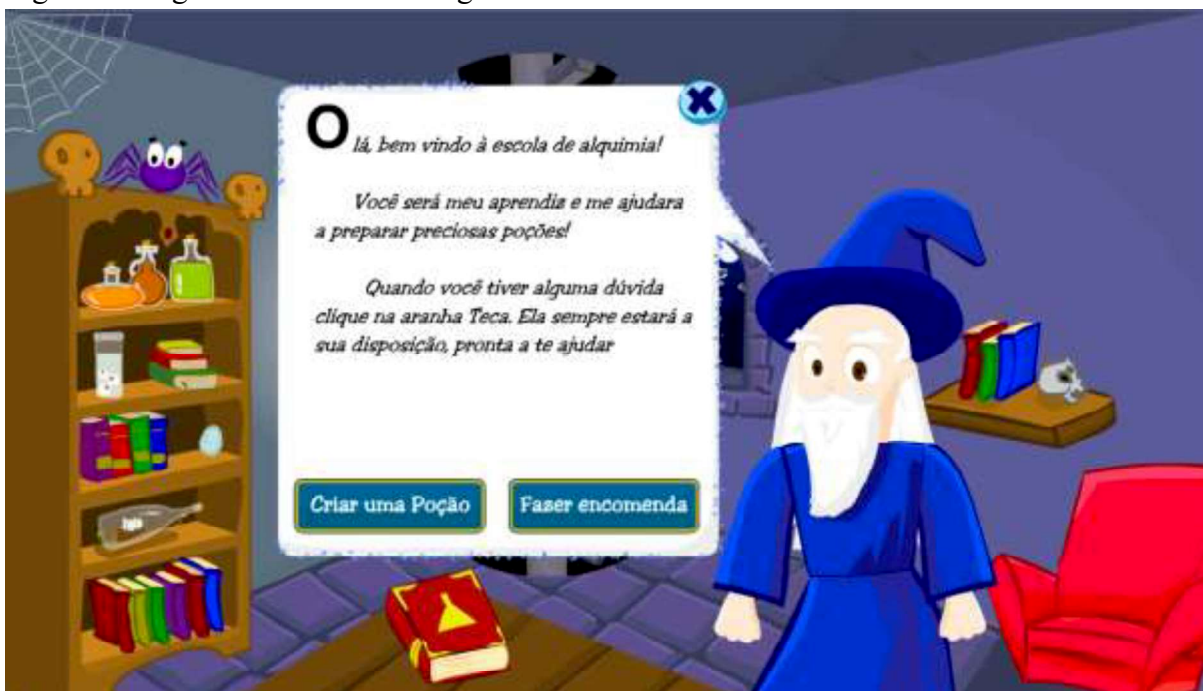 Olá, bem vindo à escola de alquimia!
Você será meu aprendiz e me ajudara
a preparar preciosas poções!
Quando você tiver alguma dúvida
clique na aranha Teca. Ela sempre estará a
sua disposição, pronta a te ajudar
Criar uma Poção
Fazer encomenda